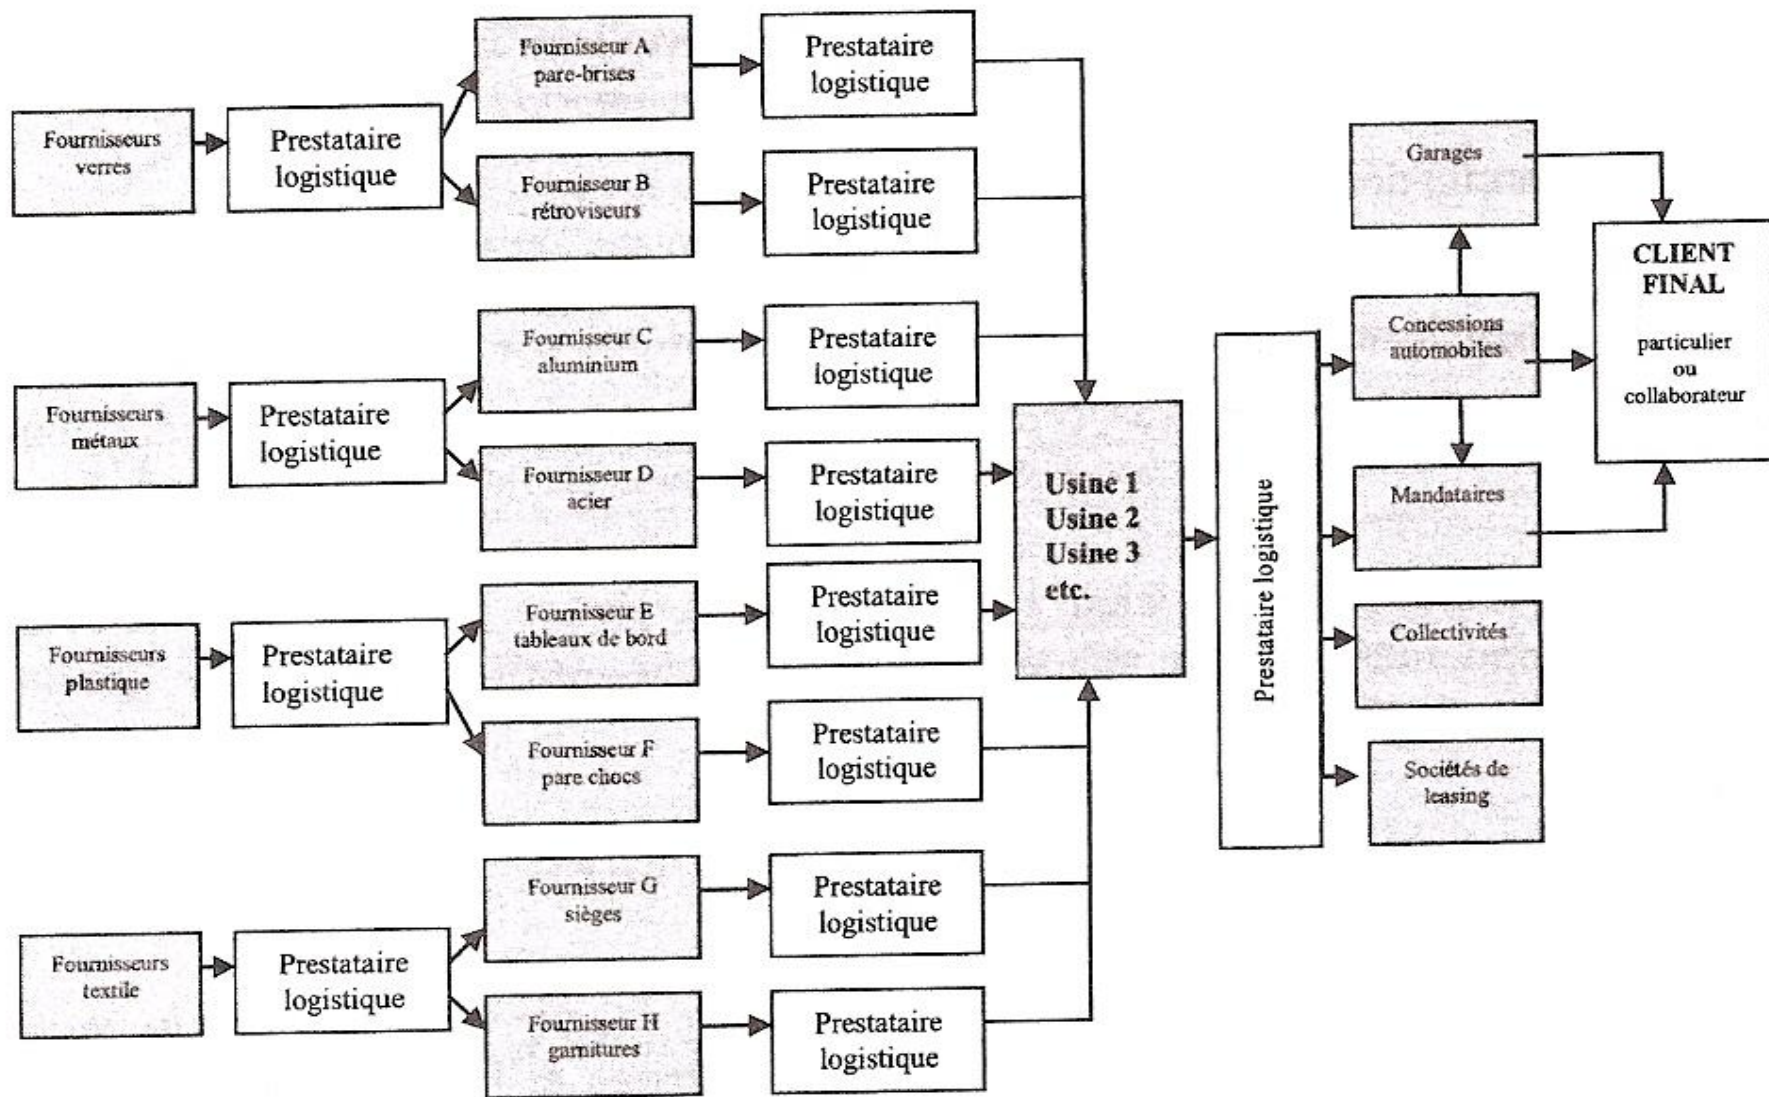 Fournisseurs
verres
Prestataire
logistique
Fournisseur A
pare-brises
Prestataire
logistique
Fournisseur B
rétroviseurs
Prestataire
logistique
Fournisseurs
métaux
Prestataire
logistique
Fournisseur C
aluminium
Prestataire
logistique
Fournisseur D
acier
Prestataire
logistique
Fournisseurs
plastique
Prestataire
logistique
Fournisseur E
tableaux de bord
Prestataire
logistique
Fournisseur F
pare chocs
Prestataire
logistique
Fournisseurs
textile
Prestataire
logistique
Fournisseur G
sièges
Prestataire
logistique
Fournisseur H
garnitures
Prestataire
logistique
Usine 1
Usine 2
Usine 3
etc.
Prestataire logistique
Garages
Concessions
automobiles
Mandataires
Collectivités
Sociétés de
leasing
CLIENT
FINAL
particulier
ou
collaborateur